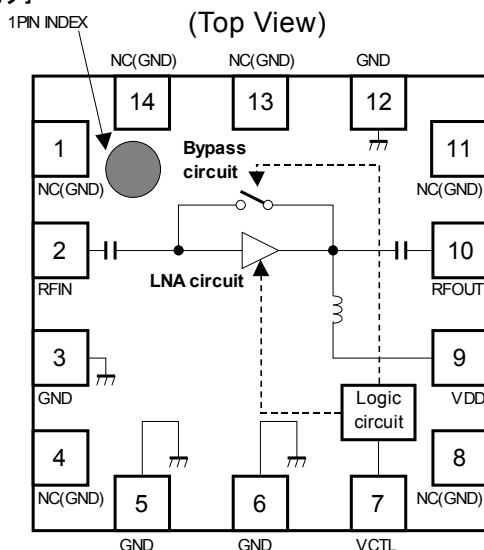 (Top View)
1PIN INDEX
NC(GND)
NC(GND)
GND
14
13
12
1
11
NC(GND)
NC(GND)
Bypass
circuit
2
10
RFIN
LNA circuit
RFOUT
3
9
GND
VDD
Logic
circuit
4
8
NC(GND)
NC(GND)
5
6
7
GND
GND
VCTL